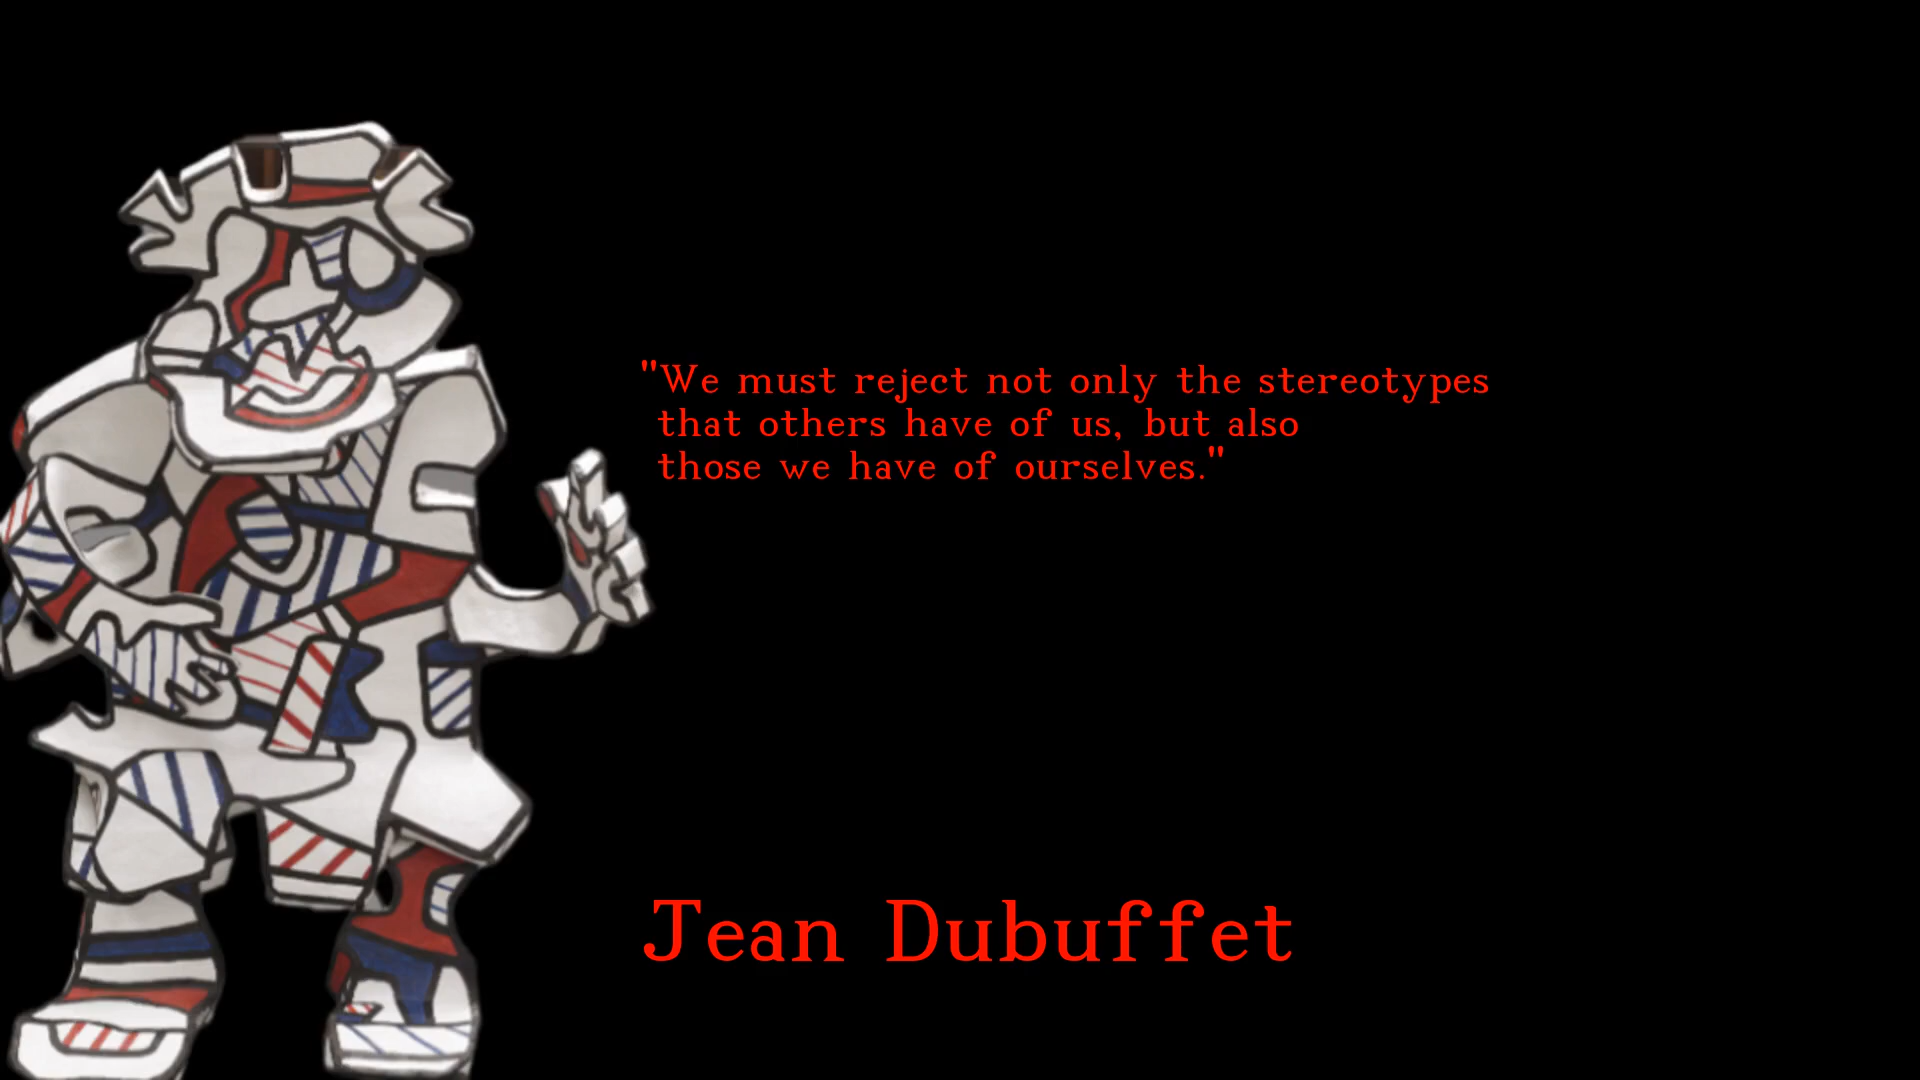 "We must reject not only the stereotypes
that others have of us, but also
those we have of ourselves."
Jean Dubuffet